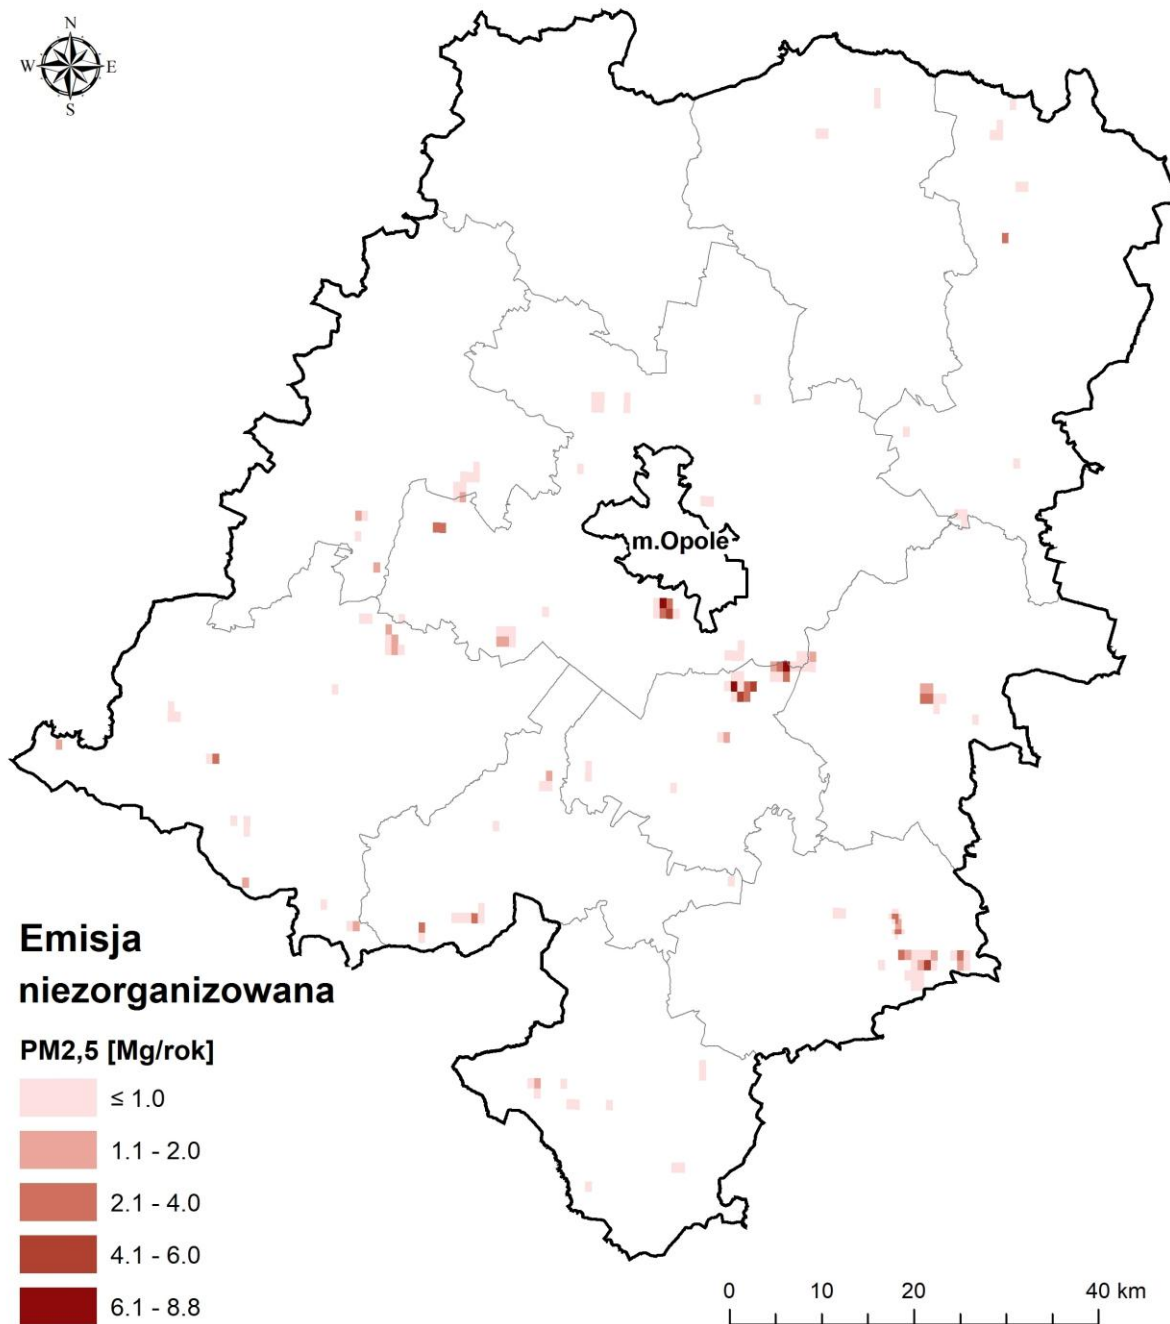 N
W E
S
m.Opole
Emisja
niezorganizowana
PM2,5 [Mg/rok]
≤ 1.0
1.1 - 2.0
2.1 - 4.0
4.1 - 6.0
6.1 - 8.8
0 10 20 40 km